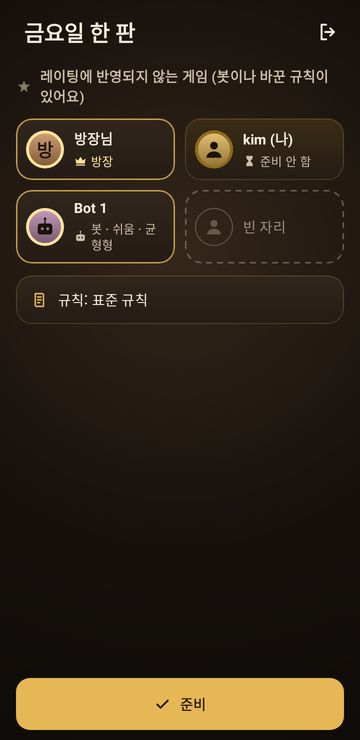 금요일 한 판
레이팅에 반영되지 않는 게임 (봇이나 바꾼 규칙이
있어요)
방
방장님
방장
kim (나)
준비 안 함
Bot 1
봇 · 쉬움 · 균
형형
빈 자리
규칙: 표준 규칙
준비